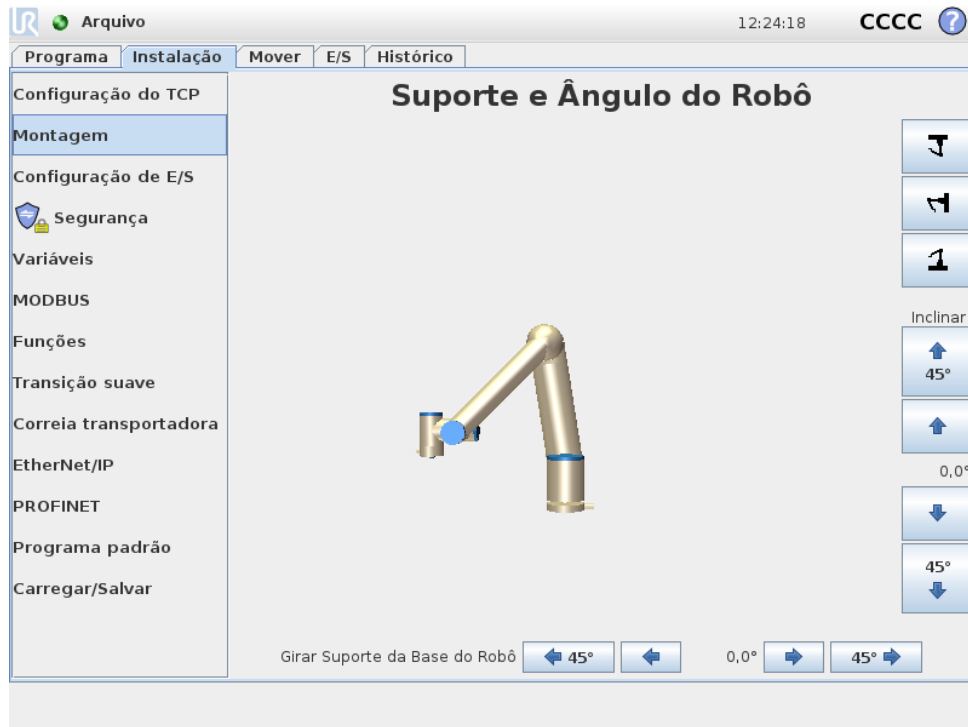 UR Arquivo 12:24:18 CCCC ?
Programa Instalação Mover E/S Histórico
Configuração do TCP
Montagem
Configuração de E/S
Segurança
Variáveis
MODBUS
Funções
Transição suave
Correia transportadora
EtherNet/IP
PROFINET
Programa padrão
Carregar/Salvar
Suporte e Ângulo do Robô
Inclinar
45°
0,0°
45°
Girar Suporte da Base do Robô 45° 0,0° 45°